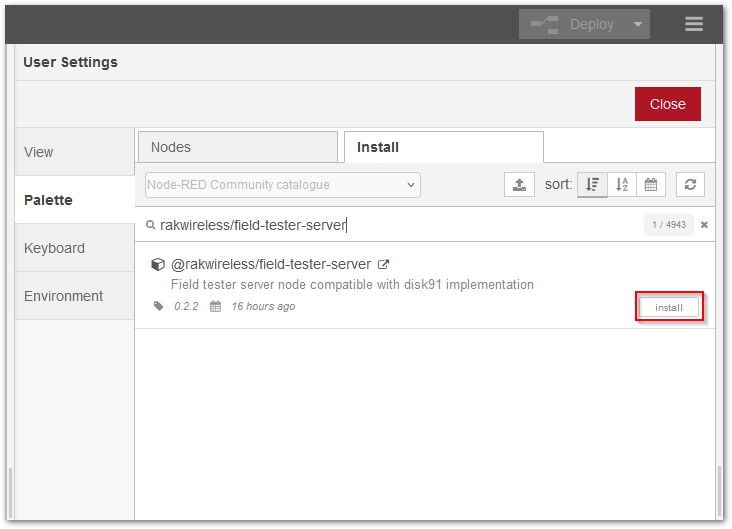 Deploy
User Settings
Close
View
Palette
Keyboard
Environment
Nodes
Install
Node-RED Community catalogue
sort:
rakwireless/field-tester-server
1 / 4943
@rakwireless/field-tester-server
Field tester server node compatible with disk91 implementation
0.2.2 16 hours ago
install